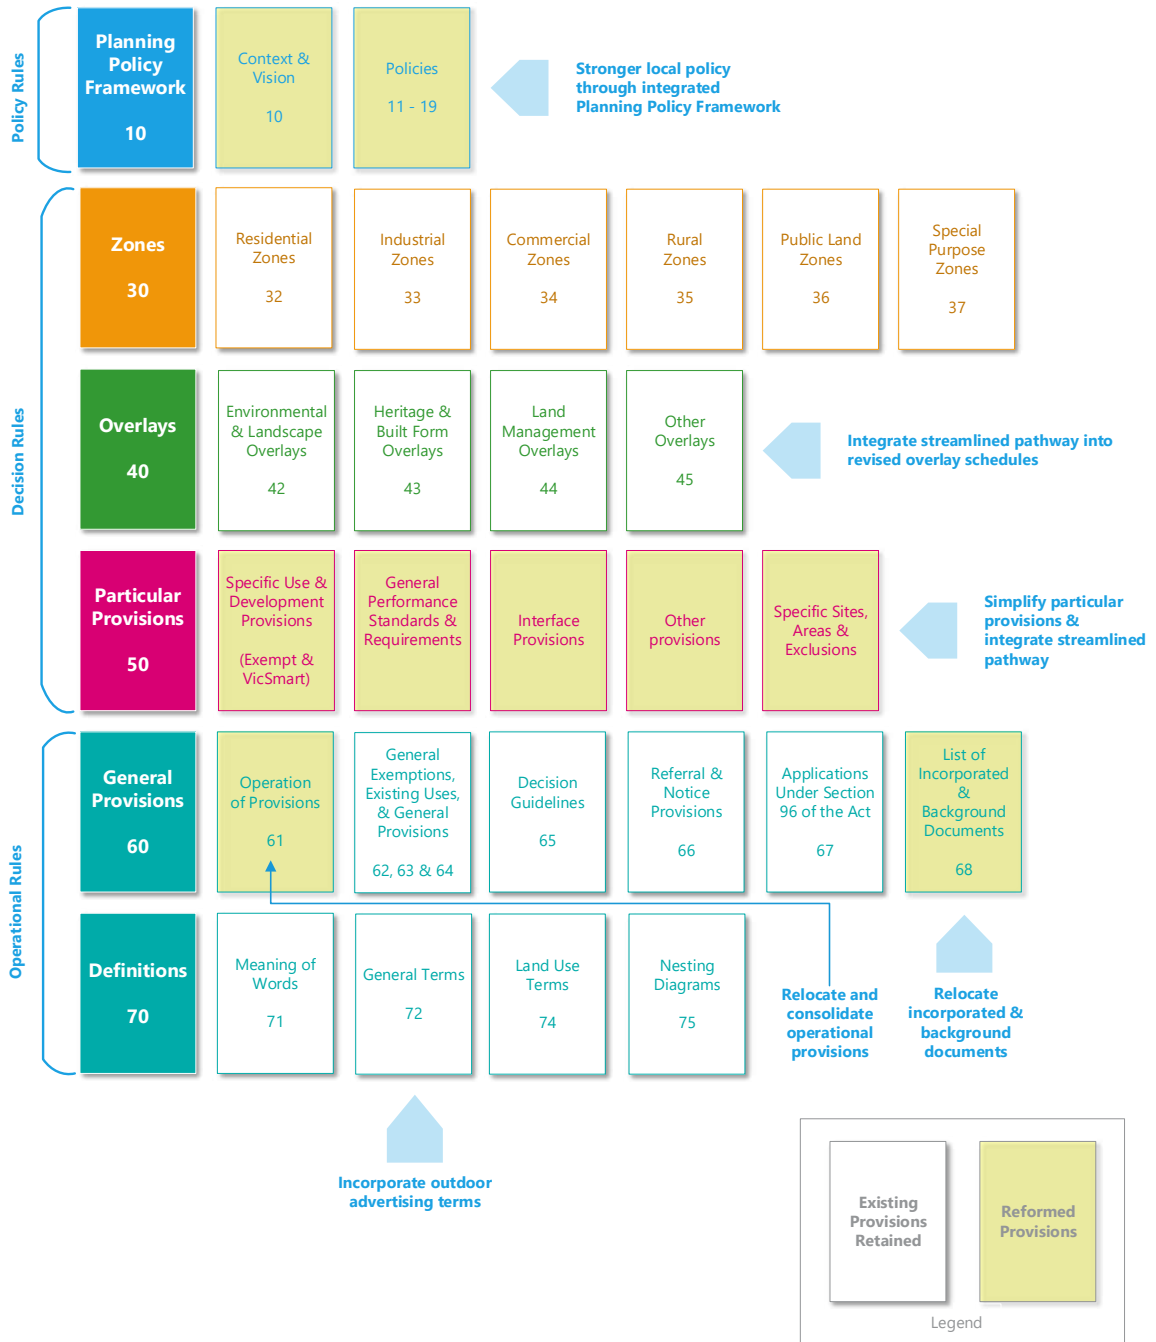 Policy Rules
Planning
Policy
Framework
10
Context &
Vision
10
Policies
11 - 19
Stronger local policy
through integrated
Planning Policy Framework
Decision Rules
Zones
30
Residential
Zones
32
Industrial
Zones
33
Commercial
Zones
34
Rural
Zones
35
Public Land
Zones
36
Special
Purpose
Zones
37
Overlays
40
Environmental
& Landscape
Overlays
42
Heritage &
Built Form
Overlays
43
Land
Management
Overlays
44
Other
Overlays
45
Integrate streamlined pathway into
revised overlay schedules
Particular
Provisions
50
Specific Use &
Development
Provisions
(Exempt &
VicSmart)
General
Performance
Standards &
Requirements
Interface
Provisions
Other
provisions
Specific Sites,
Areas &
Exclusions
Simplify particular
provisions &
integrate streamlined
pathway
Operational Rules
General
Provisions
60
Operation
of Provisions
61
General
Exemptions,
Existing Uses,
& General
Provisions
62, 63 & 64
Decision
Guidelines
65
Referral &
Notice
Provisions
66
Applications
Under Section
96 of the Act
67
List of
Incorporated
&
Background
Documents
68
Definitions
70
Meaning of
Words
71
General Terms
72
Land Use
Terms
74
Nesting
Diagrams
75
Relocate and
consolidate
operational
provisions
Relocate
incorporated &
background
documents
Incorporate outdoor
advertising terms
Existing
Provisions
Retained
Reformed
Provisions
Legend